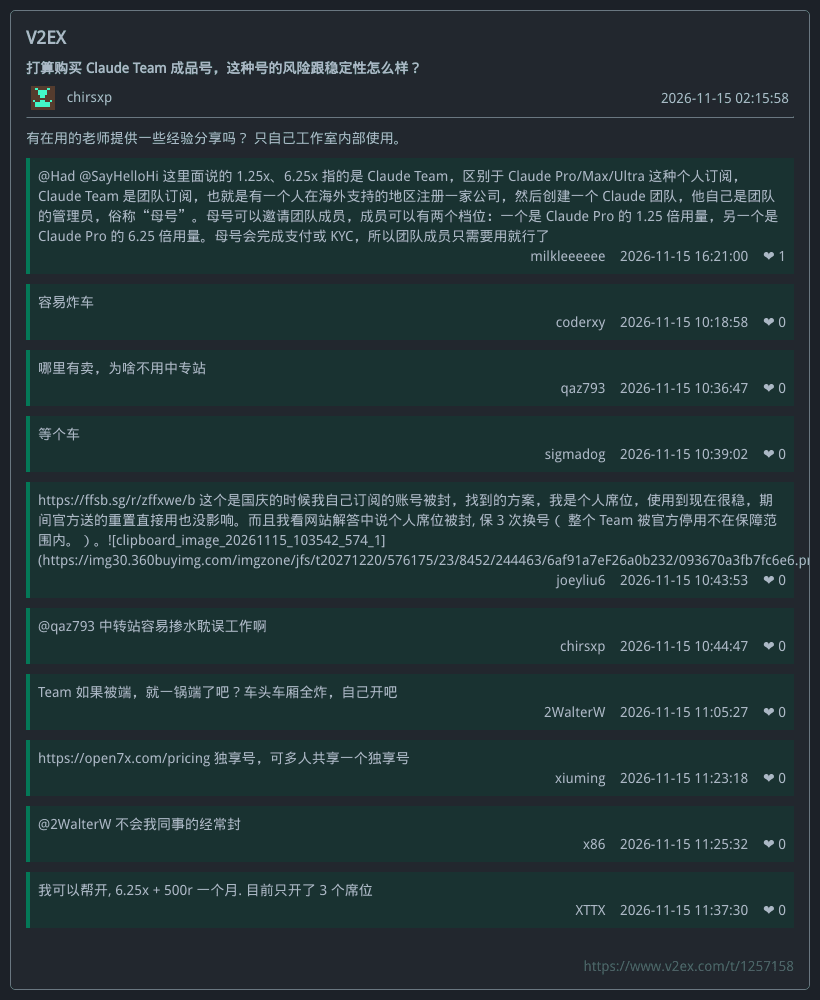 V2EX
打算购买 Claude Team 成品号，这种号的风险跟稳定性怎么样？
chirsxp
2026-11-15 02:15:58
有在用的老师提供一些经验分享吗？ 只自己工作室内部使用。
@Had @SayHelloHi 这里面说的 1.25x、6.25x 指的是 Claude Team，区别于 Claude Pro/Max/Ultra 这种个人订阅，
Claude Team 是团队订阅，也就是有一个人在海外支持的地区注册一家公司，然后创建一个 Claude 团队，他自己是团队
的管理员，俗称“母号”。母号可以邀请团队成员，成员可以有两个档位：一个是 Claude Pro 的 1.25 倍用量，另一个是
Claude Pro 的 6.25 倍用量。母号会完成支付或 KYC，所以团队成员只需要用就行了
milkleeeeee 2026-11-15 16:21:00 ❤ 1
容易炸车
coderxy 2026-11-15 10:18:58 ❤ 0
哪里有卖，为啥不用中专站
qaz793 2026-11-15 10:36:47 ❤ 0
等个车
sigmadog 2026-11-15 10:39:02 ❤ 0
https://ffsb.sg/r/zffxwe/b 这个是国庆的时候我自己订阅的账号被封，找到的方案，我是个人席位，使用到现在很稳，期
间官方送的重置直接用也没影响。而且我看网站解答中说个人席位被封, 保 3 次换号（ 整个 Team 被官方停用不在保障范
围内。）。![clipboard_image_20261115_103542_574_1]
(https://img30.360buyimg.com/imgzone/jfs/t20271220/576175/23/8452/244463/6af91a7eF26a0b232/093670a3fb7fc6e6.pn
joeyliu6 2026-11-15 10:43:53 ❤ 0
@qaz793 中转站容易掺水耽误工作啊
chirsxp 2026-11-15 10:44:47 ❤ 0
Team 如果被端，就一锅端了吧？车头车厢全炸，自己开吧
2WalterW 2026-11-15 11:05:27 ❤ 0
https://open7x.com/pricing 独享号，可多人共享一个独享号
xiuming 2026-11-15 11:23:18 ❤ 0
@2WalterW 不会我同事的经常封
x86 2026-11-15 11:25:32 ❤ 0
我可以帮开, 6.25x + 500r 一个月. 目前只开了 3 个席位
XTTX 2026-11-15 11:37:30 ❤ 0
https://www.v2ex.com/t/1257158